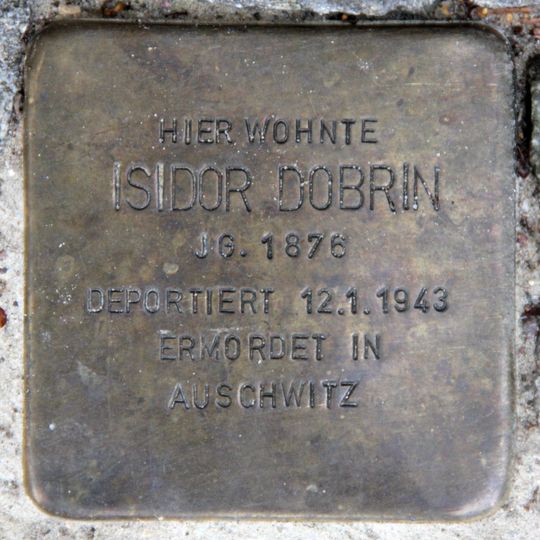 HIER WOHNTE
ISIDOR DOBRIN
JG. 1876
DEPORTIERT 12.1.1943
ERMORDET IN
AUSCHWITZ